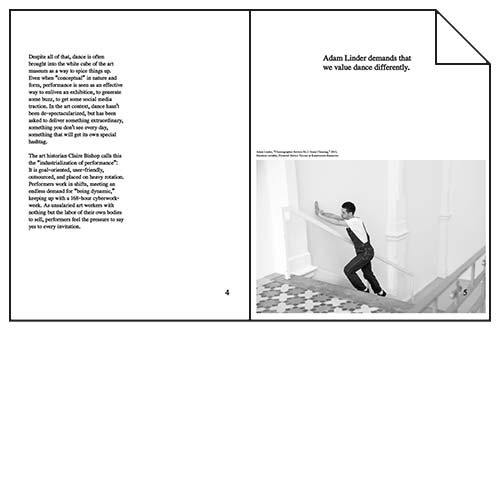 Despite all of that, dance is often
brought into the white cube of the art
museum as a way to spice things up.
Even when "conceptual" in nature and
form, performance is seen as an effective
way to enliven an exhibition, to generate
some buzz, to get some social media
traction. In the art context, dance hasn't
been de-spectacularized, but has been
asked to deliver something extraordinary,
something you don't see every day,
something that will get its own special
hashtag.
The art historian Claire Bishop calls this
the "industrialization of performance":
It is goal-oriented, user-friendly,
outsourced, and placed on heavy rotation.
Performers work in shifts, meeting an
endless demand for "being dynamic,"
keeping up with a 168-hour cyberwork-
week. As unsalaried art workers with
nothing but the labor of their own bodies
to sell, performers feel the pressure to say
yes to every invitation.
4
Adam Linder demands that
we value dance differently.
Adam Linder, "Choreographic Service No.1: Some Cleaning," 2013,
5